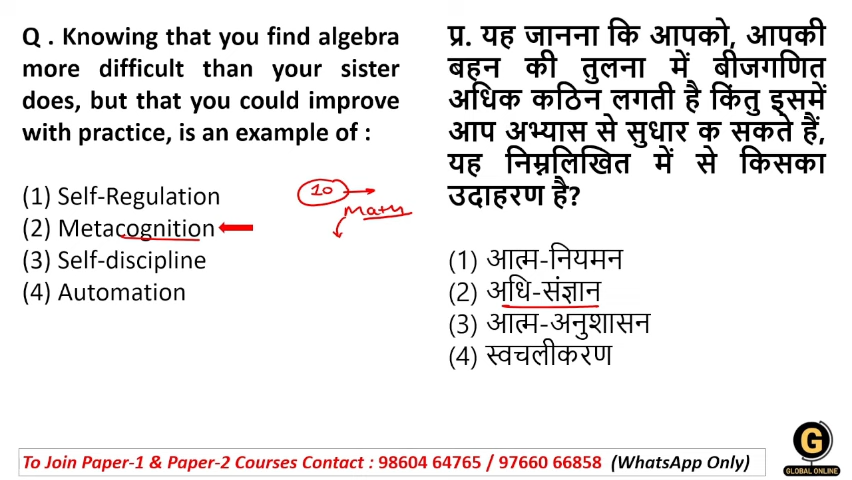 Q . Knowing that you find algebra
more difficult than your sister
does, but that you could improve
with practice, is an example of :
(1) Self-Regulation
(2) Metacognition
(3) Self-discipline
(4) Automation
10
Math
प्र. यह जानना कि आपको, आपकी
बहन की तुलना में बीजगणित
अधिक कठिन लगती है किंतु इसमें
आप अभ्यास से सुधार क सकते हैं,
यह निम्नलिखित में से किसका
उदाहरण है?
(1) आत्म-नियमन
(2) अधि-संज्ञान
(3) आत्म-अनुशासन
(4) स्वचलीकरण
To Join Paper-1 & Paper-2 Courses Contact : 98604 64765 / 97660 66858 (WhatsApp Only)
G
GLOBAL ONLINE